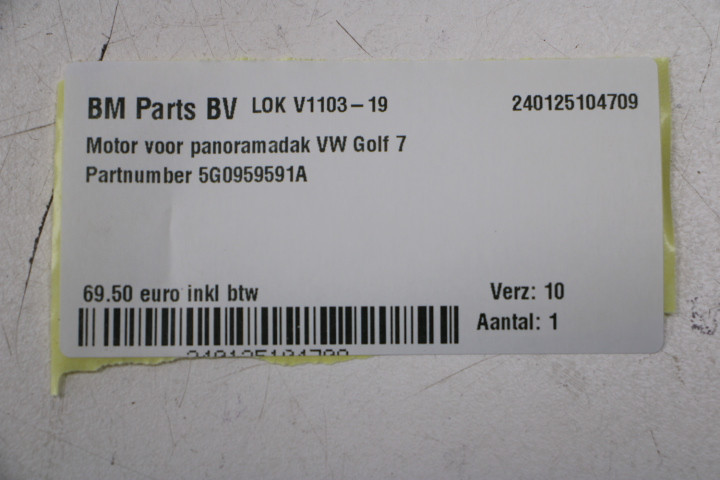 BM Parts BV LOK V1103-19 240125104709
Motor voor panoramadak VW Golf 7
Partnumber 5G0959591A
69.50 euro inkl btw Verz: 10
Aantal: 1
240125104709